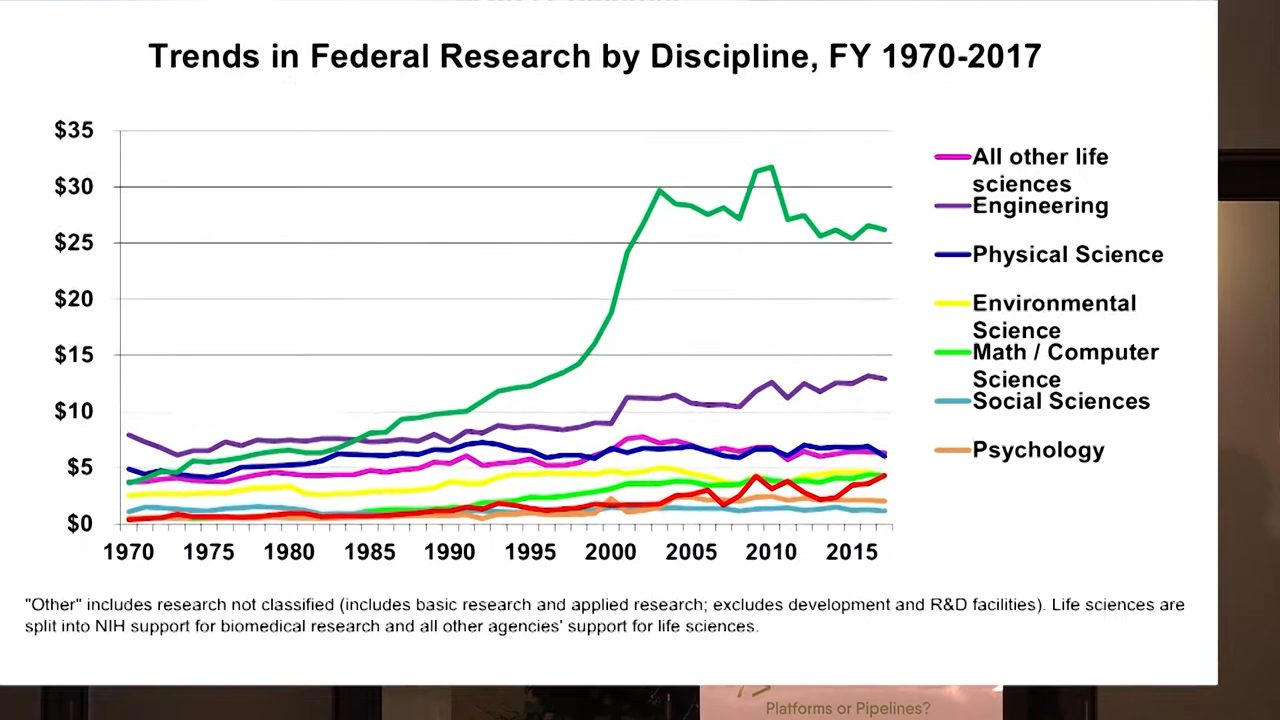 Trends in Federal Research by Discipline, FY 1970-2017
$35
$30
$25
$20
$15
$10
$5
$0
1970 1975 1980 1985 1990 1995 2000 2005 2010 2015
All other life
sciences
Engineering
Physical Science
Environmental
Science
Math / Computer
Science
Social Sciences
Psychology
"Other" includes research not classified (includes basic research and applied research; excludes development and R&D facilities). Life sciences are
split into NIH support for biomedical research and all other agencies' support for life sciences.
Platforms or Pipelines?